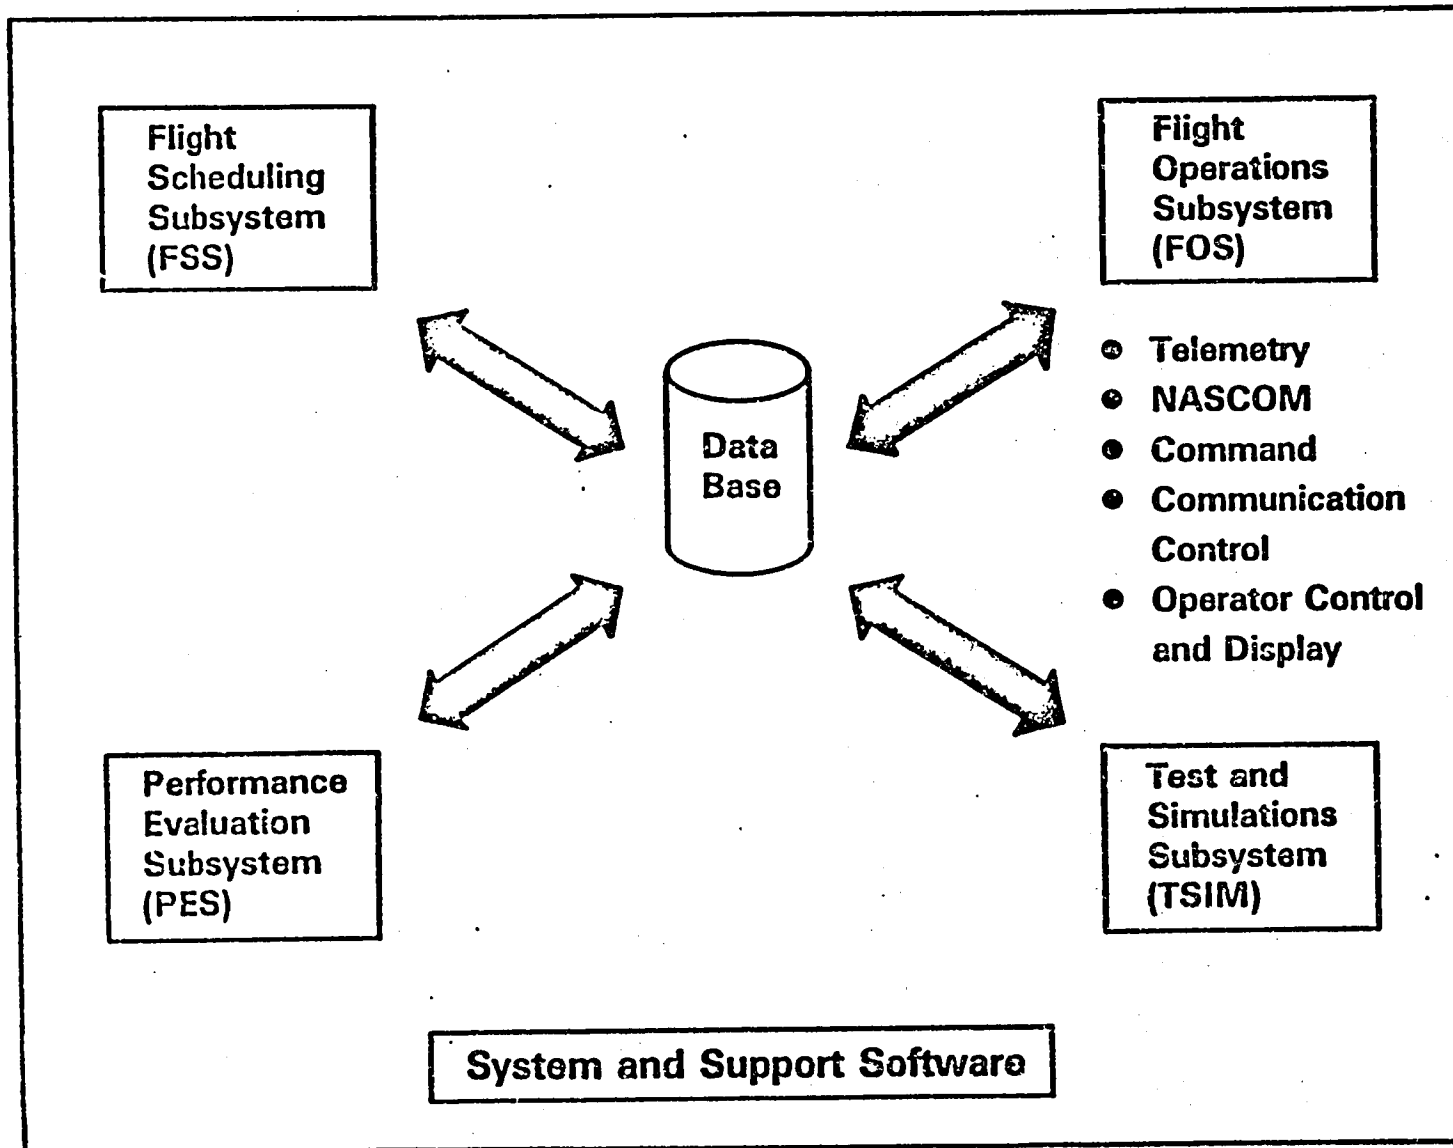 Flight
Scheduling
Subsystem
(FSS)
Flight
Operations
Subsystem
(FOS)
Telemetry
NASCOM
Command
Communication
Control
Operator Control
and Display
Data
Base
Performance
Evaluation
Subsystem
(PES)
Test and
Simulations
Subsystem
(TSIM)
System and Support Software